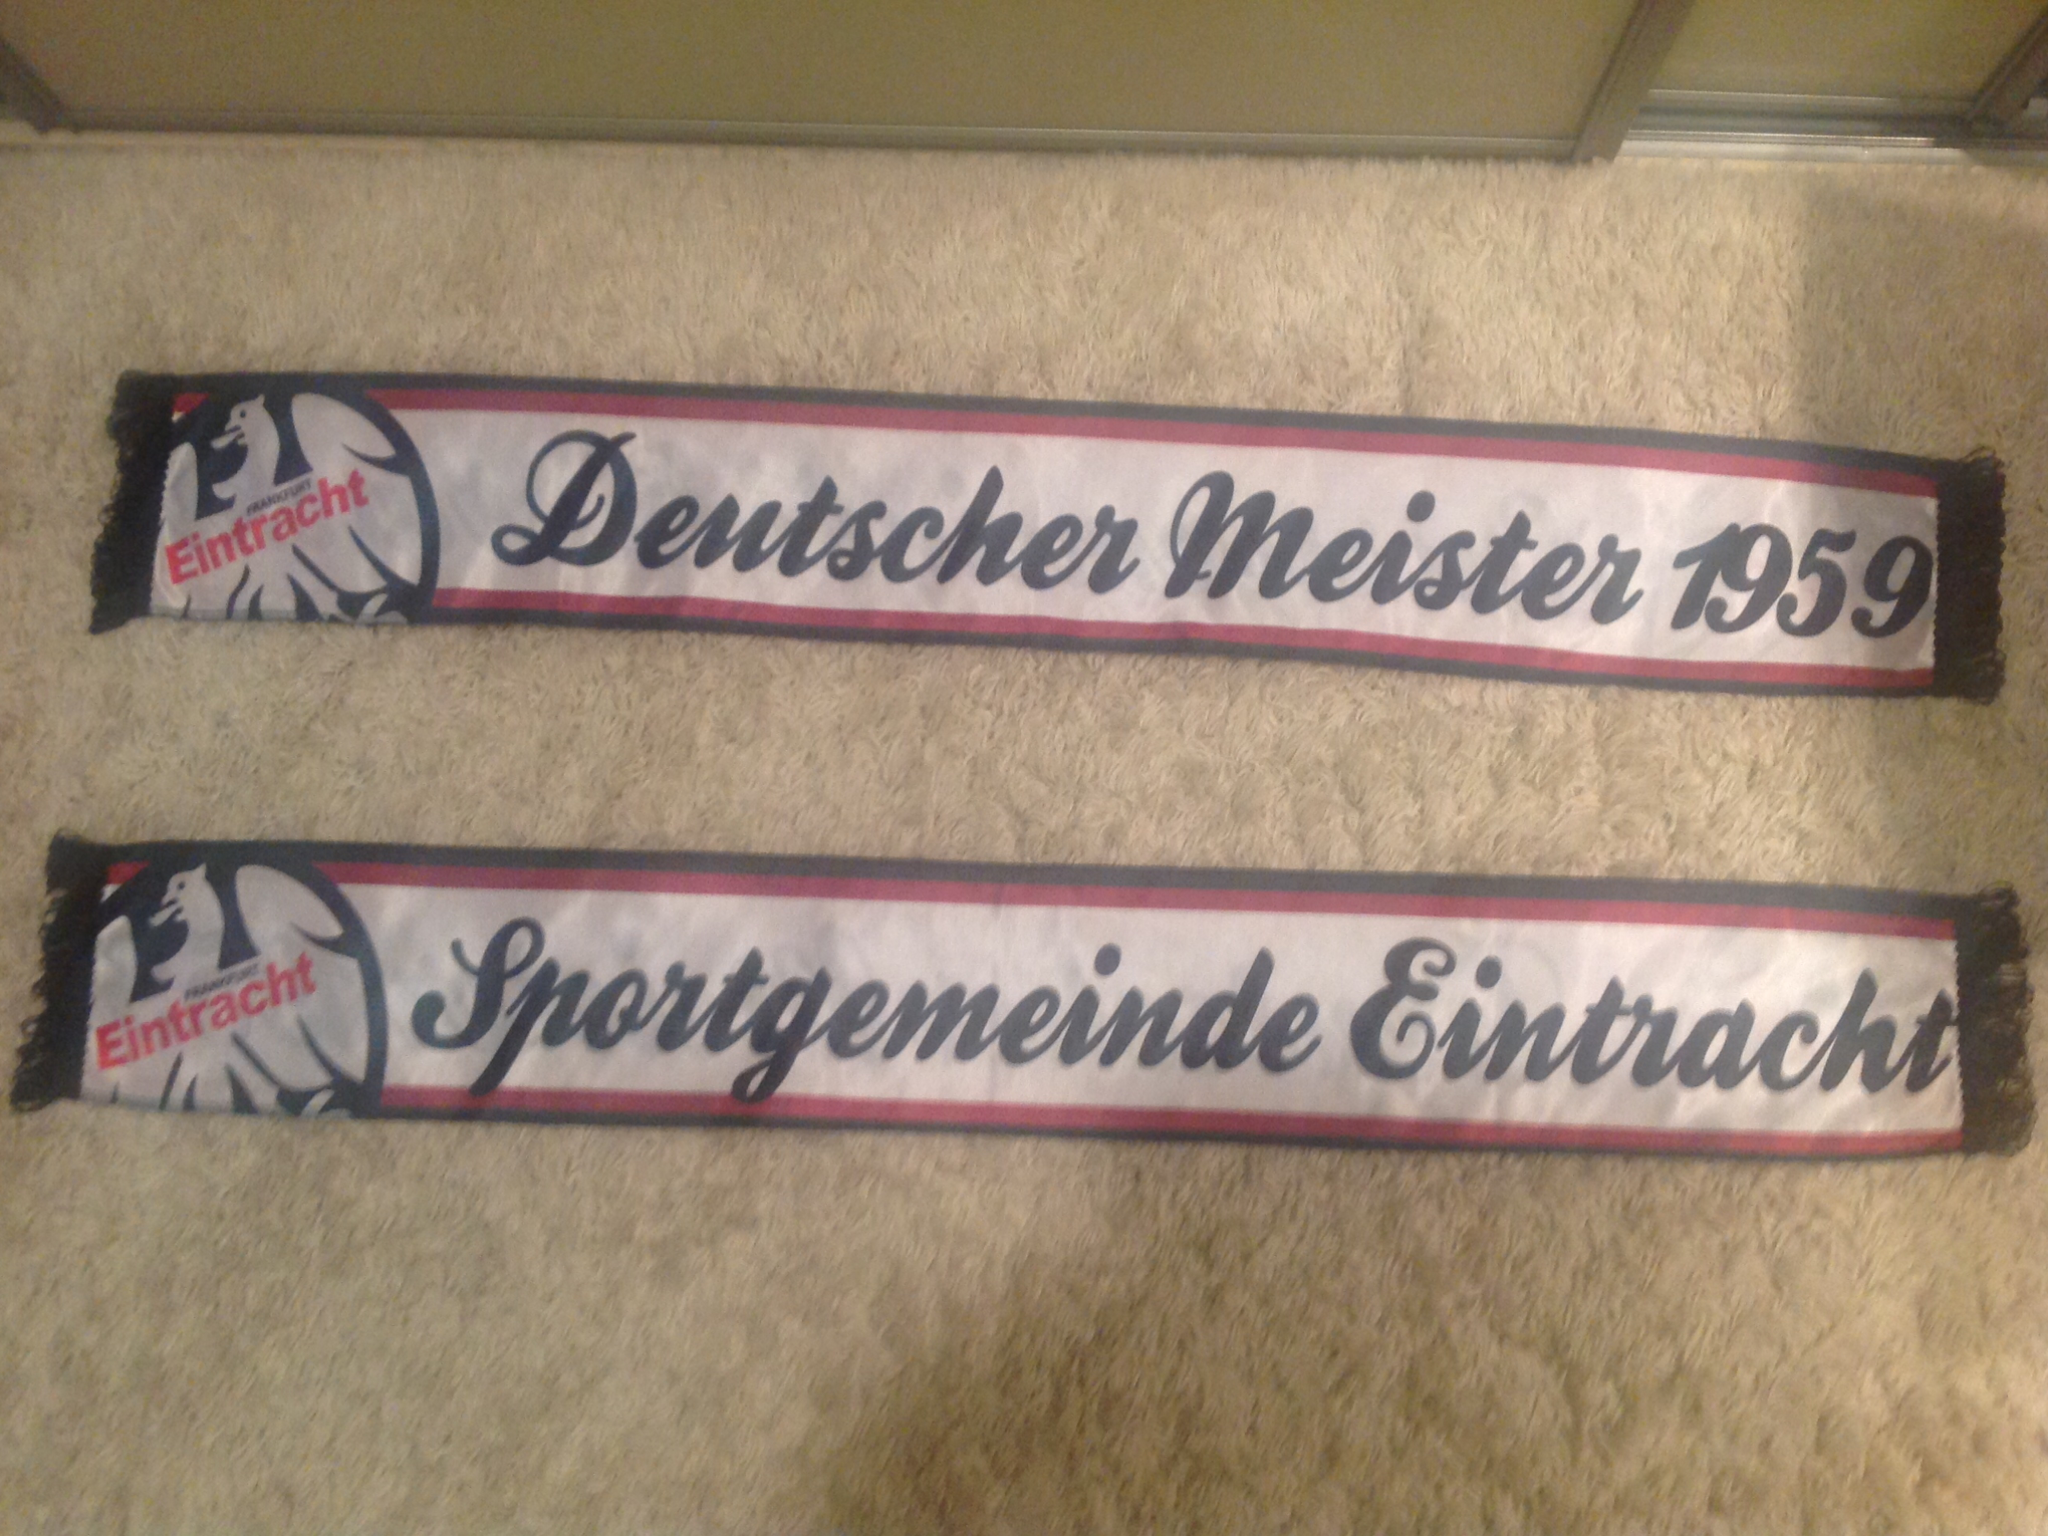 FRANKFURT
Eintracht
Deutscher Meister 1959
FRANKFURT
Eintracht
Sportgemeinde Eintracht